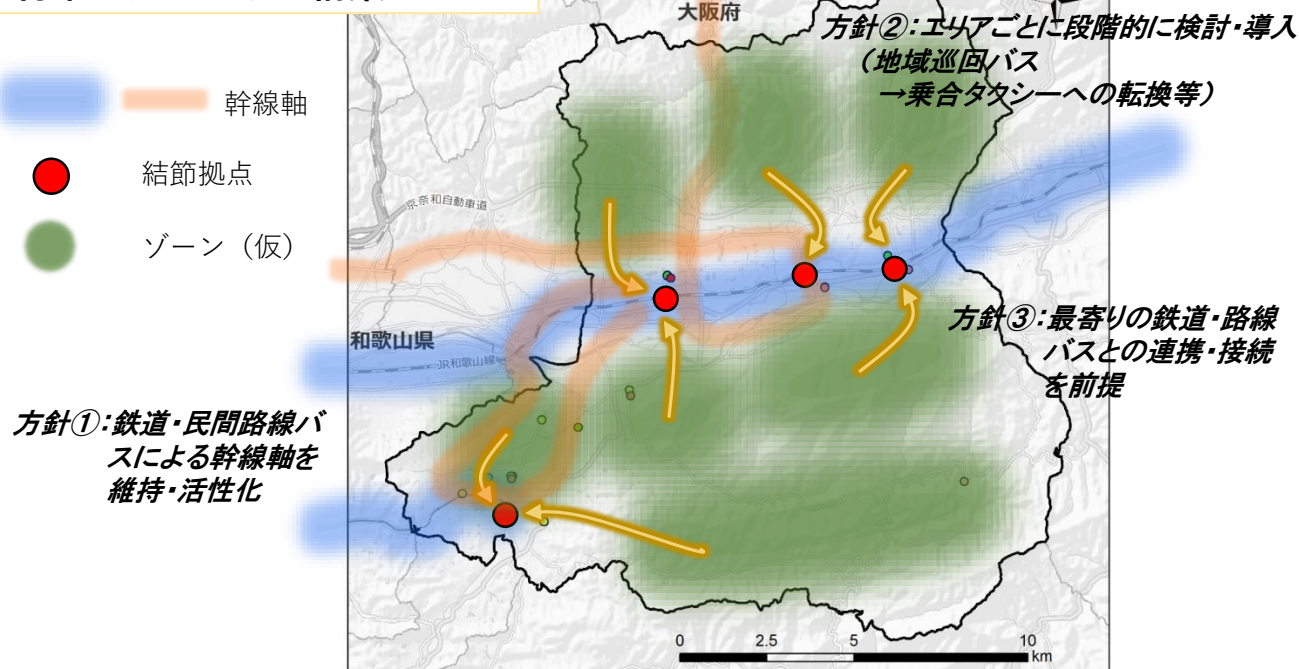 大阪府
方針②：エリアごとに段階的に検討・導入
（地域巡回バス
→乗合タクシーへの転換等）
幹線軸
結節拠点
京奈和自動車道
ゾーン（仮）
方針③：最寄りの鉄道・路線
バスとの連携・接続
を前提
和歌山県
JR和歌山線
方針①：鉄道・民間路線バ
スによる幹線軸を
維持・活性化
0 2.5 5 10
km